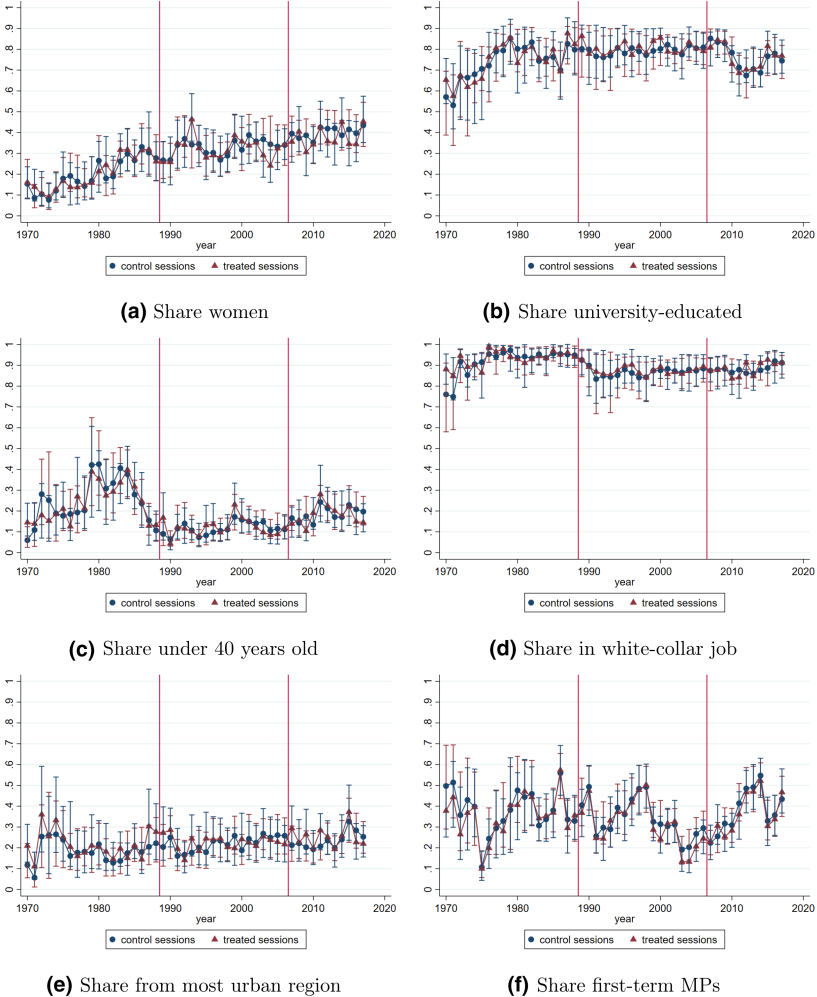 1
.9
.8
.7
.6
.5
.4
.3
.2
.1
0
1970 1980 1990 2000 2010 2020
year
control sessions treated sessions
(a) Share women
1
.9
.8
.7
.6
.5
.4
.3
.2
.1
0
1970 1980 1990 2000 2010 2020
year
control sessions treated sessions
(b) Share university-educated
1
.9
.8
.7
.6
.5
.4
.3
.2
.1
0
1970 1980 1990 2000 2010 2020
year
control sessions treated sessions
(c) Share under 40 years old
1
.9
.8
.7
.6
.5
.4
.3
.2
.1
0
1970 1980 1990 2000 2010 2020
year
control sessions treated sessions
(d) Share in white-collar job
1
.9
.8
.7
.6
.5
.4
.3
.2
.1
0
1970 1980 1990 2000 2010 2020
year
control sessions treated sessions
(e) Share from most urban region
1
.9
.8
.7
.6
.5
.4
.3
.2
.1
0
1970 1980 1990 2000 2010 2020
year
control sessions treated sessions
(f) Share first-term MPs